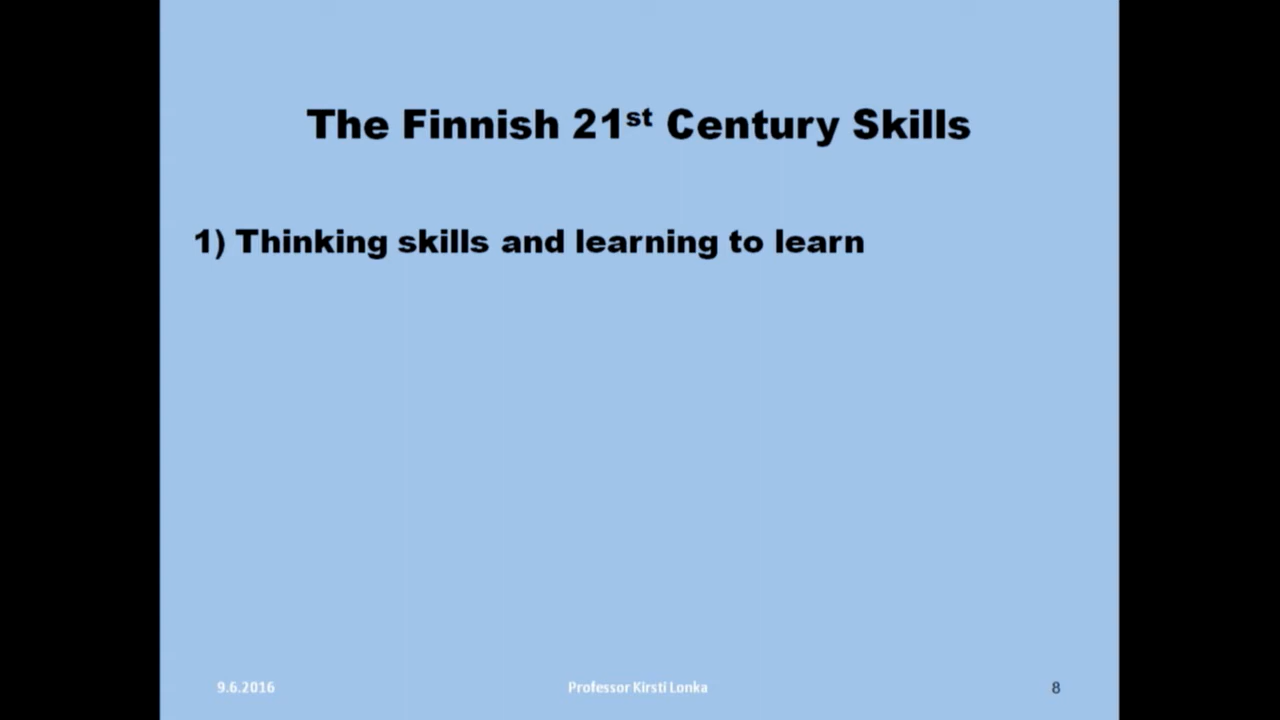 The Finnish 21st Century Skills
1) Thinking skills and learning to learn
9.6.2016
Professor Kirsti Lonka
8